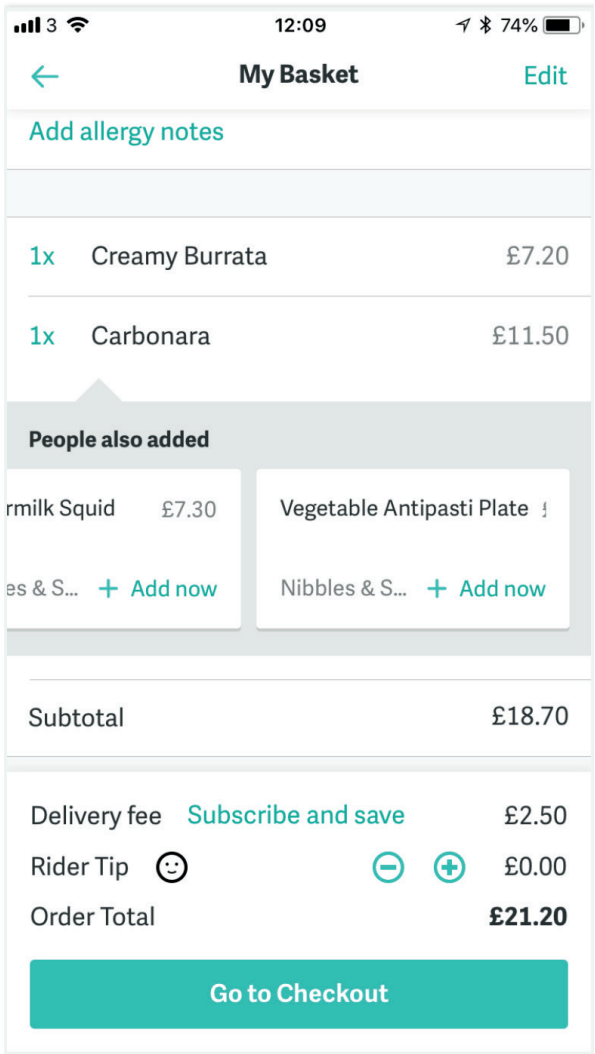 3 12:09 74%
My Basket Edit
Add allergy notes
1x Creamy Burrata £7.20
1x Carbonara £11.50
People also added
rmilk Squid £7.30 Vegetable Antipasti Plate
es & S... + Add now Nibbles & S... + Add now
Subtotal £18.70
Delivery fee Subscribe and save £2.50
Rider Tip £0.00
Order Total £21.20
Go to Checkout